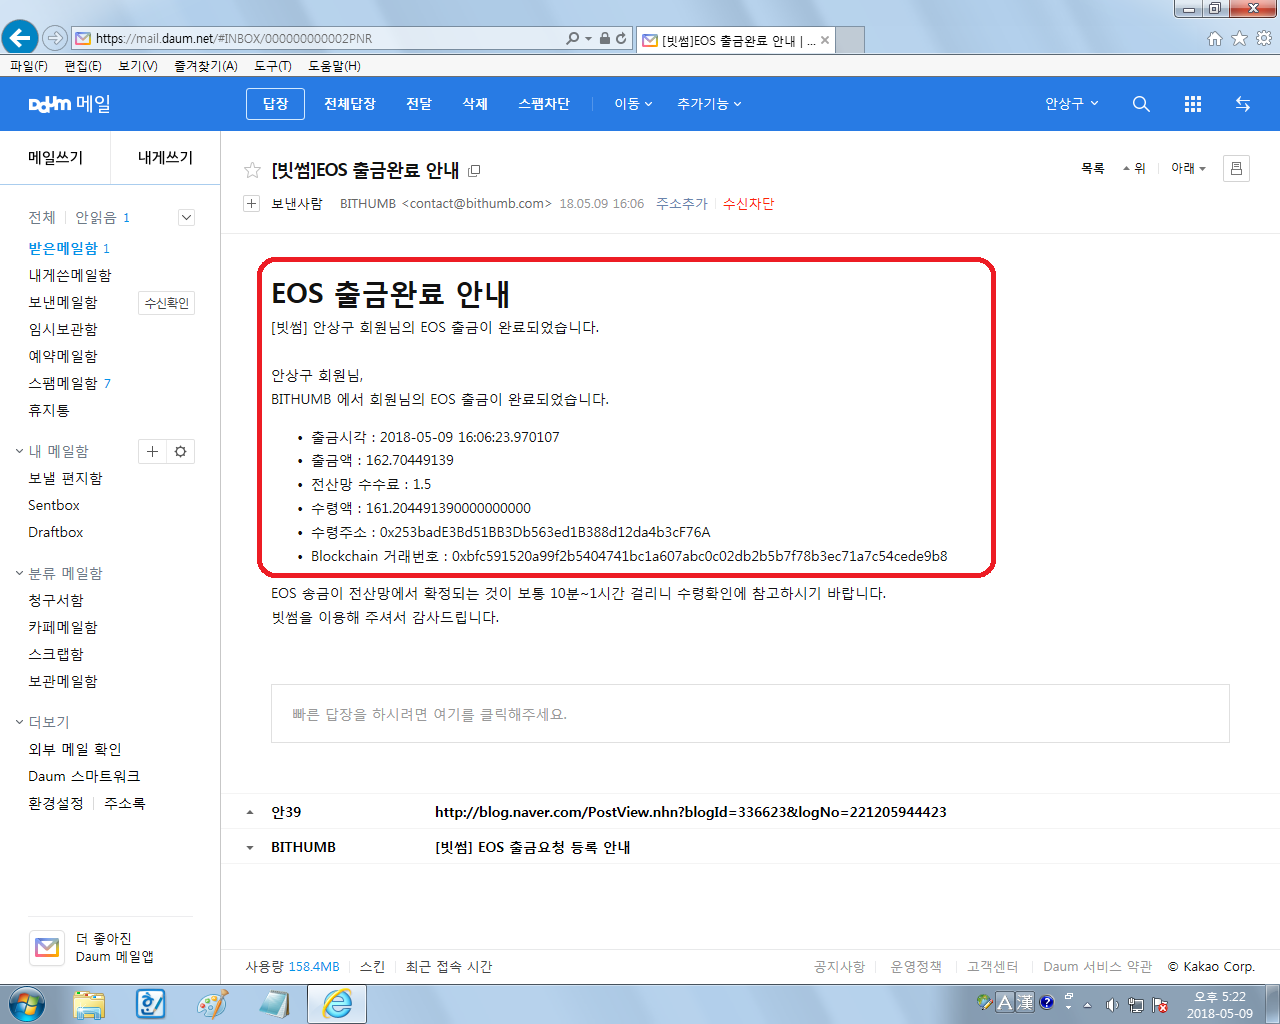 https://mail.daum.net/#INBOX/000000000002PNR
[빗썸]EOS 출금완료 안내 | ...
파일(F) 편집(E) 보기(V) 즐겨찾기(A) 도구(T) 도움말(H)
Daum 메일
답장 전체답장 전달 삭제 스팸차단 이동 추가기능 안상구
메일쓰기 내게쓰기
전체 안읽음 1
받은메일함 1
내게쓴메일함
보낸메일함 수신확인
임시보관함
예약메일함
스팸메일함 7
휴지통
내 메일함
보낼 편지함
Sentbox
Draftbox
분류 메일함
청구서함
카페메일함
스크랩함
보관메일함
더보기
외부 메일 확인
Daum 스마트워크
환경설정 주소록
더 좋아진
Daum 메일앱
[빗썸]EOS 출금완료 안내
목록 위 아래
보낸사람 BITHUMB <contact@bithumb.com> 18.05.09 16:06 주소추가 수신차단
EOS 출금완료 안내
[빗썸] 안상구 회원님의 EOS 출금이 완료되었습니다.
안상구 회원님,
BITHUMB 에서 회원님의 EOS 출금이 완료되었습니다.
• 출금시각 : 2018-05-09 16:06:23.970107
• 출금액 : 162.70449139
• 전산망 수수료 : 1.5
• 수령액 : 161.204491390000000000
• 수령주소 : 0x253badE3Bd51BB3Db563ed1B388d12da4b3cF76A
• Blockchain 거래번호 : 0xbfc591520a99f2b5404741bc1a607abc0c02db2b5b7f78b3ec71a7c54cede9b8
EOS 송금이 전산망에서 확정되는 것이 보통 10분~1시간 걸리니 수령확인에 참고하시기 바랍니다.
빗썸을 이용해 주셔서 감사드립니다.
빠른 답장을 하시려면 여기를 클릭해주세요.
안39 http://blog.naver.com/PostView.nhn?blogId=336623&logNo=221205944423
BITHUMB [빗썸] EOS 출금요청 등록 안내
사용량 158.4MB 스킨 최근 접속 시간
공지사항 운영정책 고객센터 Daum 서비스 약관 © Kakao Corp.
A 漢 ?
오후 5:22
2018-05-09